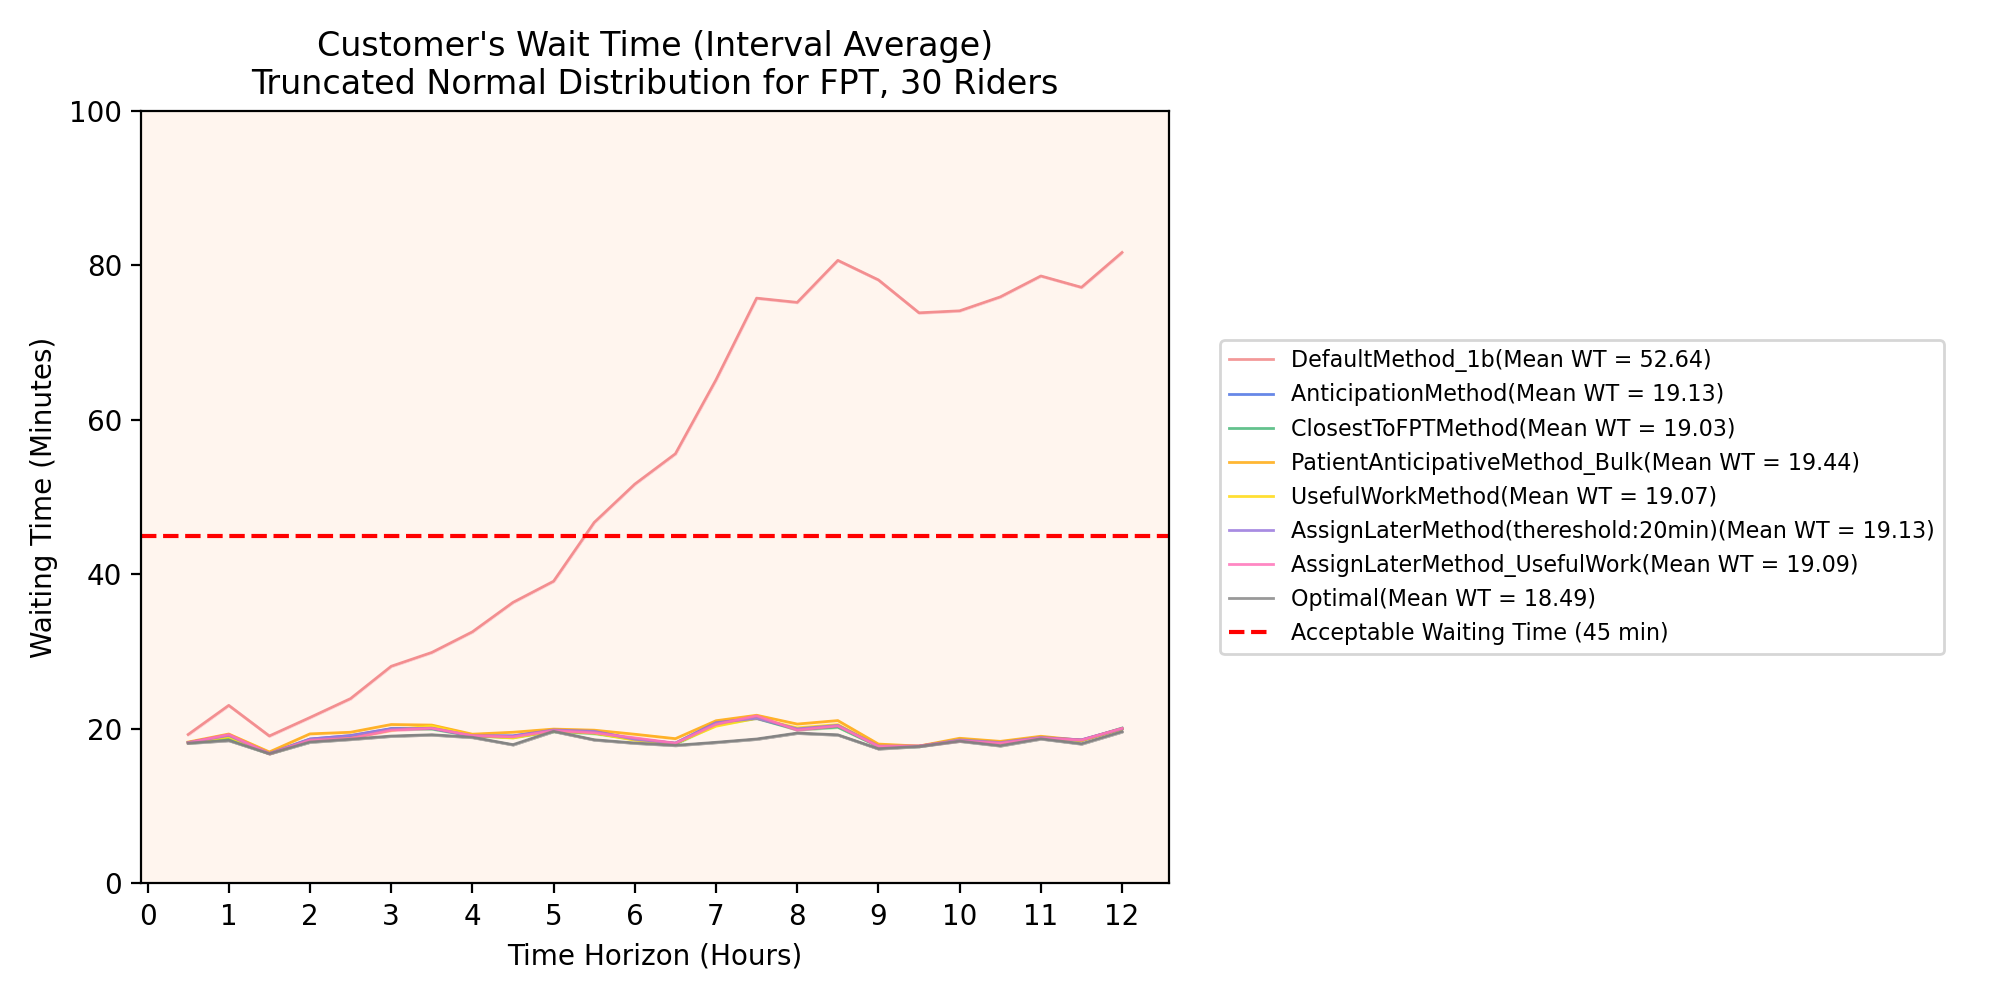 Customer's Wait Time (Interval Average)
Truncated Normal Distribution for FPT, 30 Riders
Waiting Time (Minutes)
100
80
60
40
20
0
0 1 2 3 4 5 6 7 8 9 10 11 12
Time Horizon (Hours)
DefaultMethod_1b(Mean WT = 52.64)
AnticipationMethod(Mean WT = 19.13)
ClosestToFPTMethod(Mean WT = 19.03)
PatientAnticipativeMethod_Bulk(Mean WT = 19.44)
UsefulWorkMethod(Mean WT = 19.07)
AssignLaterMethod(thereshold:20min)(Mean WT = 19.13)
AssignLaterMethod_UsefulWork(Mean WT = 19.09)
Optimal(Mean WT = 18.49)
Acceptable Waiting Time (45 min)